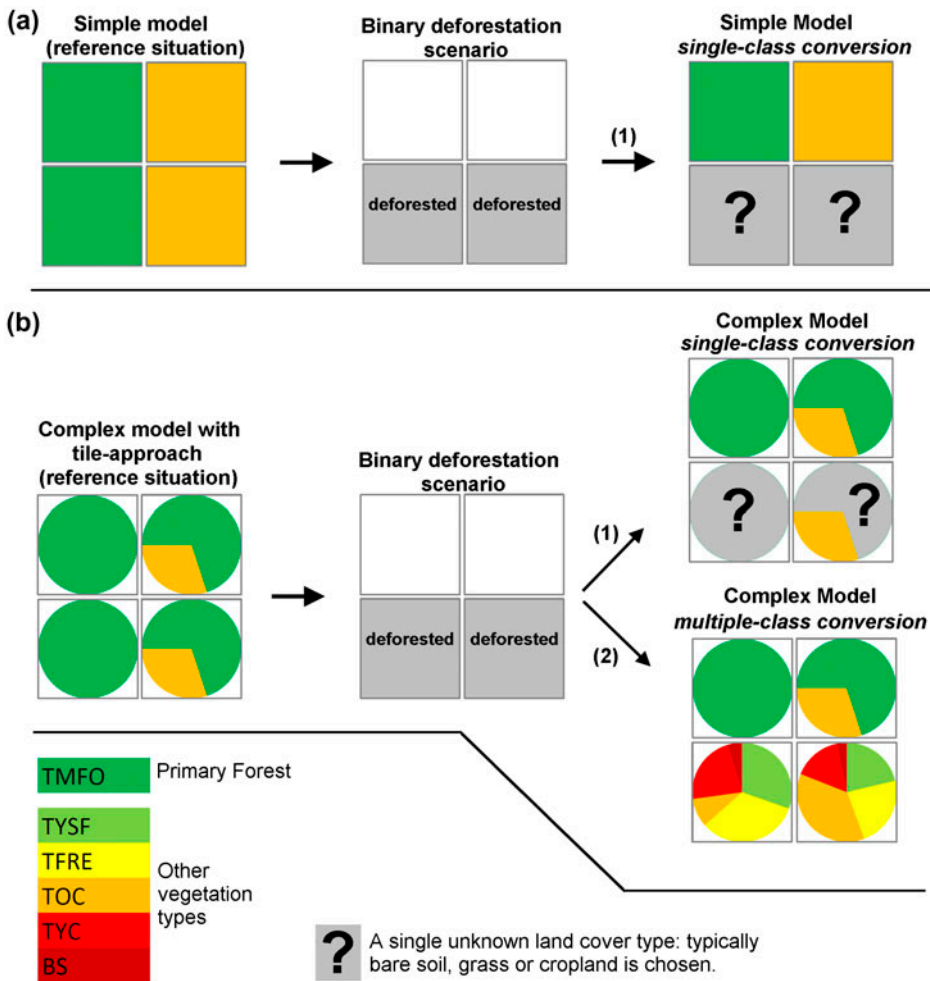 (a)
Simple model
(reference situation)
Binary deforestation
scenario
Simple Model
single-class conversion
(1)
deforested
deforested
?
?
(b)
Complex model with
tile-approach
(reference situation)
Binary deforestation
scenario
Complex Model
single-class conversion
(1)
?
?
deforested
deforested
(2)
Complex Model
multiple-class conversion
TMFO
Primary Forest
TYSF
TFRE
TOC
TYC
BS
Other
vegetation
types
?
A single unknown land cover type: typically
bare soil, grass or cropland is chosen.